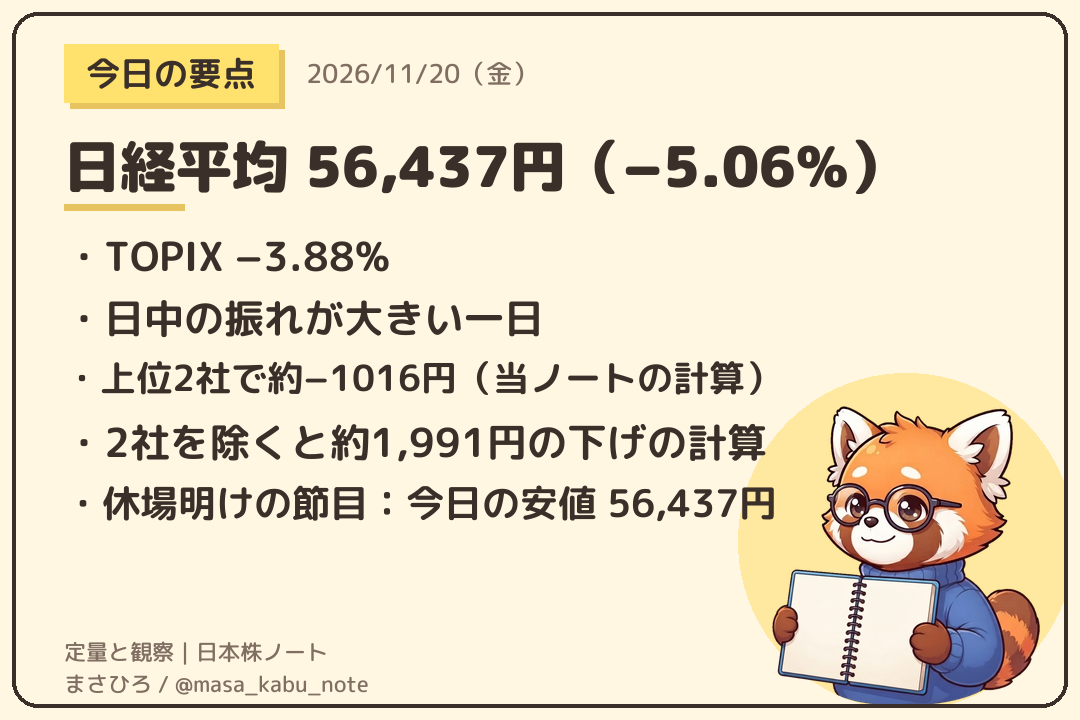 今日の要点
2026/11/20（金）
日経平均 56,437円（−5.06%）
・TOPIX −3.88%
・日中の振れが大きい一日
・上位2社で約−1016円（当ノートの計算）
・2社を除くと約1,991円の下げの計算
・休場明けの節目：今日の安値 56,437円
定量と観察 | 日本株ノート
まさひろ / @masa_kabu_note